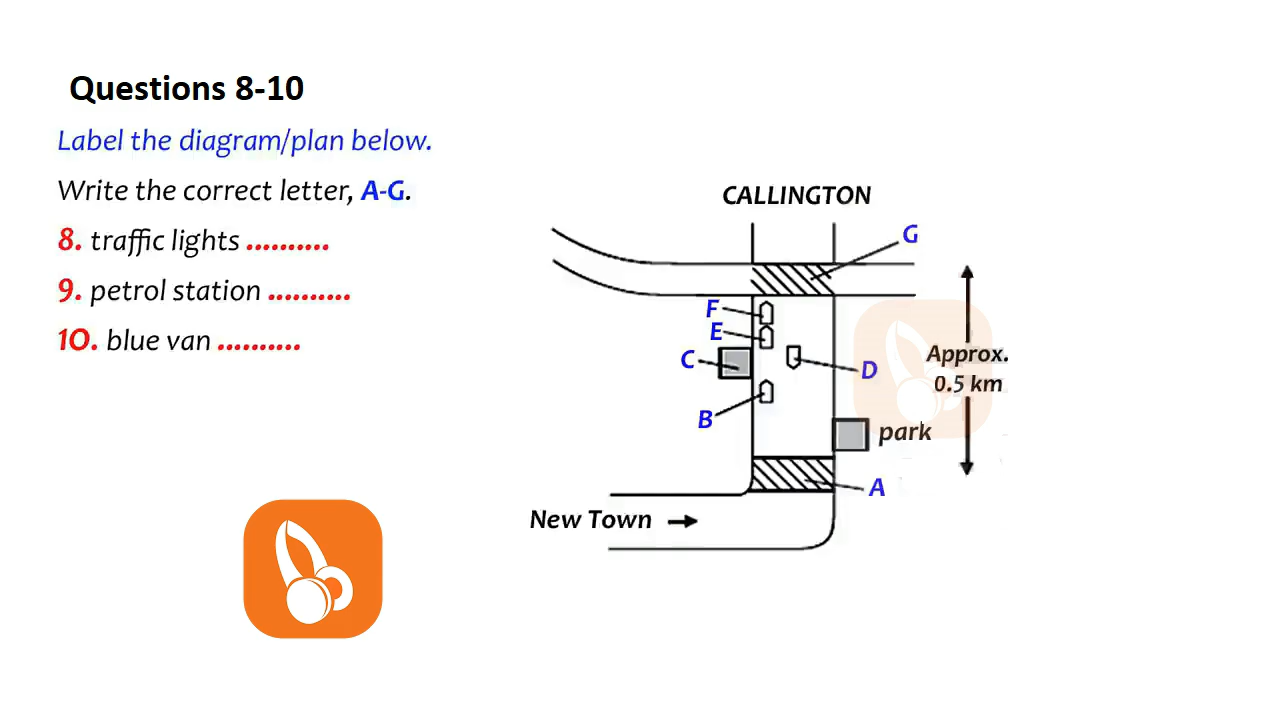 Questions 8-10
Label the diagram/plan below.
Write the correct letter, A-G.
8. traffic lights ..........
9. petrol station ..........
10. blue van ..........
CALLINGTON
G
F
E
C
D
Approx.
0.5 km
B
park
A
New Town